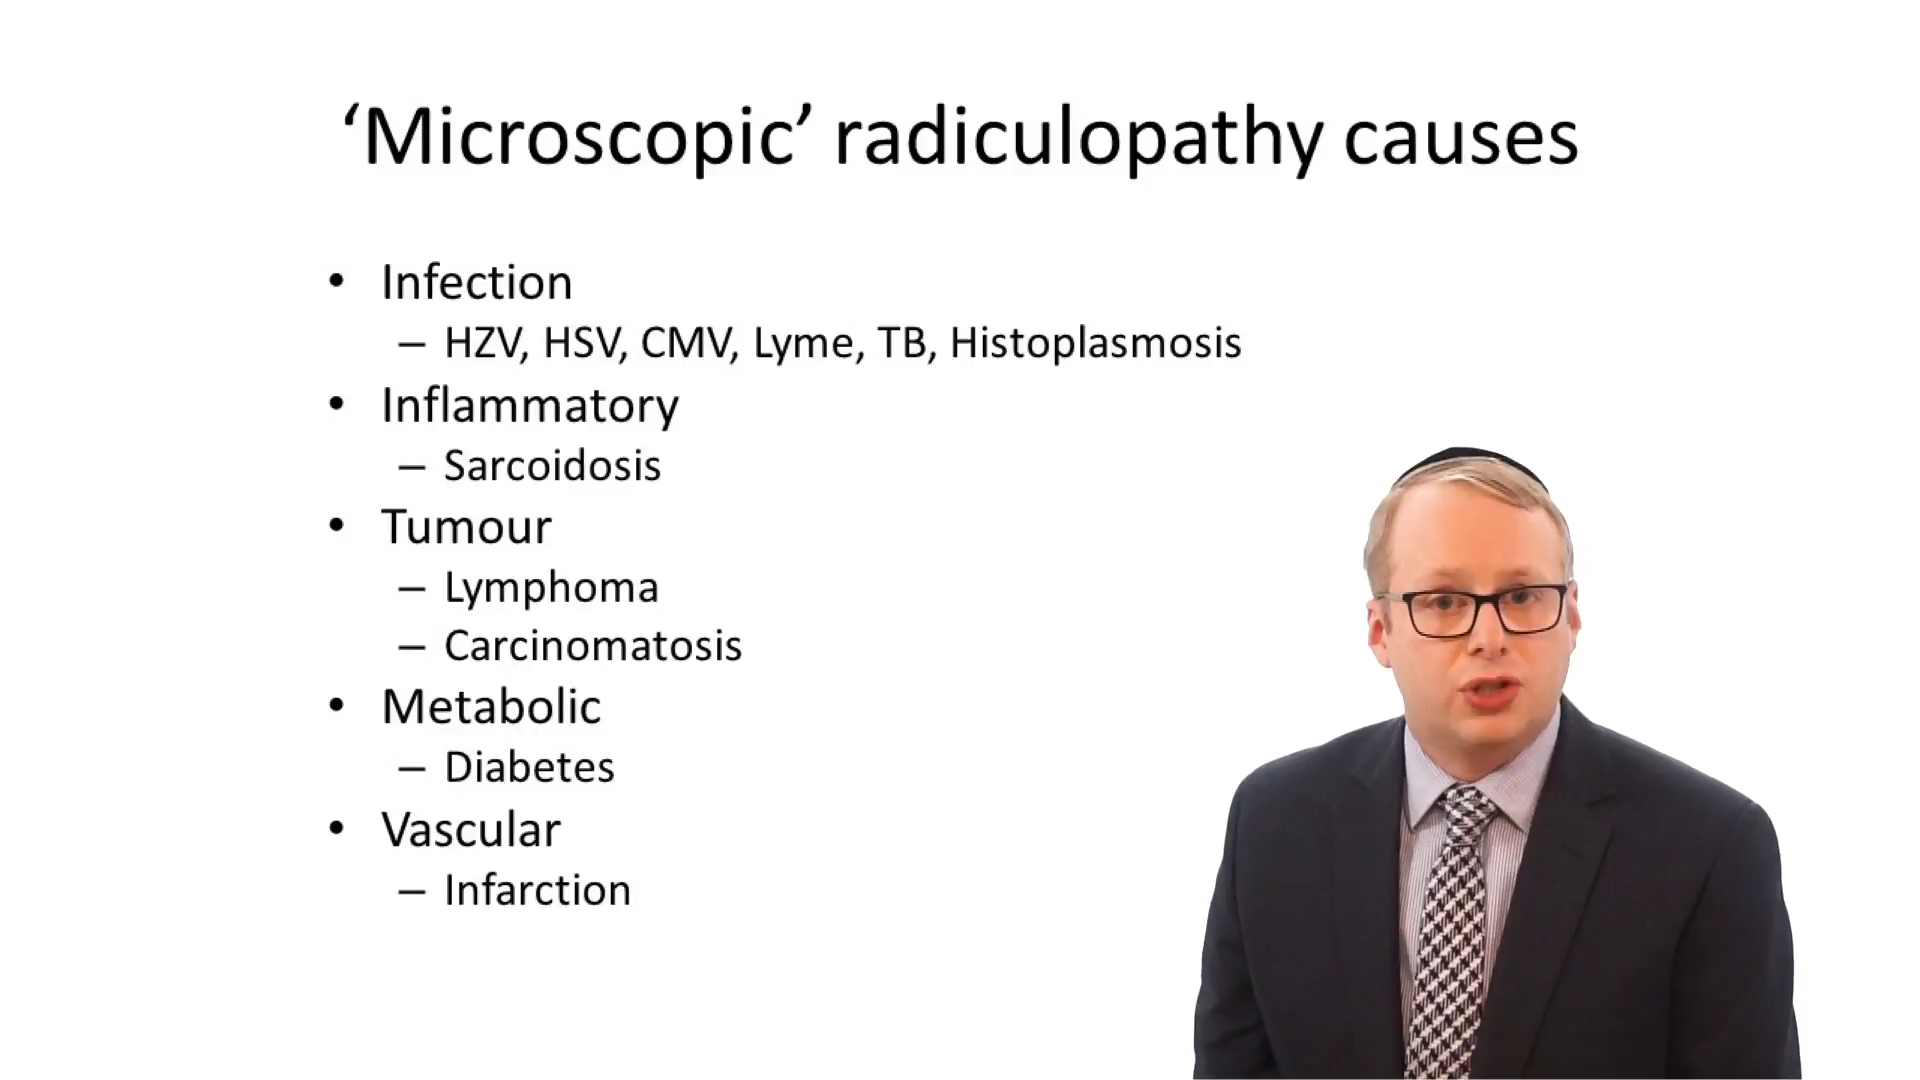 ‘Microscopic’ radiculopathy causes
• Infection
– HZV, HSV, CMV, Lyme, TB, Histoplasmosis
• Inflammatory
– Sarcoidosis
• Tumour
– Lymphoma
– Carcinomatosis
• Metabolic
– Diabetes
• Vascular
– Infarction